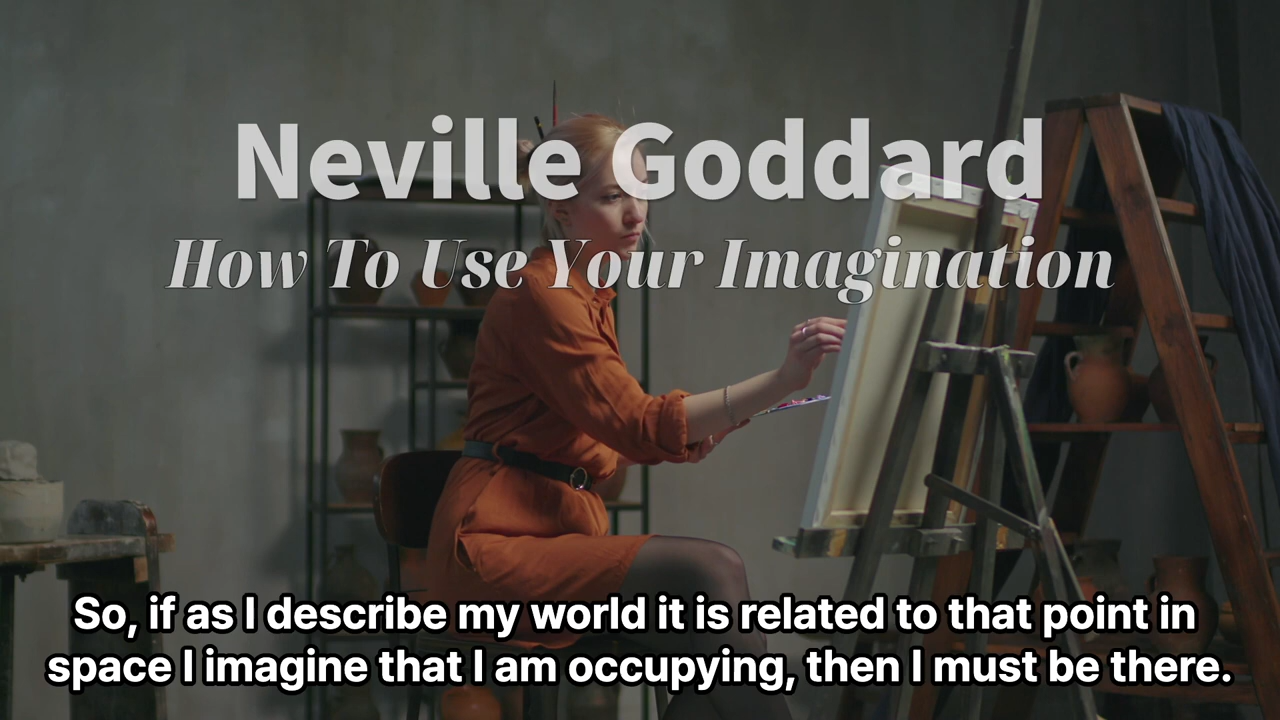 Neville Goddard
How To Use Your Imagination
So, if as I describe my world it is related to that point in
space I imagine that I am occupying, then I must be there.